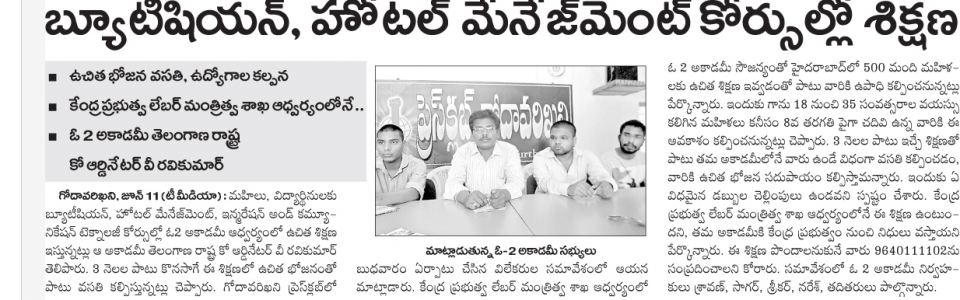 బ్యూటీషియన్, హోటల్ మేనేజ్‌మెంట్ కోర్సుల్లో శిక్షణ
■ ఉచిత భోజన వసతి, ఉద్యోగాల కల్పన
■ కేంద్ర ప్రభుత్వ లేబర్ మంత్రిత్వ శాఖ ఆధ్వర్యంలోనే..
■ ఓ 2 అకాడమీ తెలంగాణ రాష్ట్ర
కో ఆర్డినేటర్ వీ రవికుమార్
గోదావరిఖని, జూన్ 11 (టీ మీడియా) : మహిలు, విద్యార్థినులకు
బ్యూటీషియన్, హోటల్ మేనేజ్‌మెంట్, ఇన్మరేషన్ అండ్ కమ్యూ
నికేషన్ టెక్నాలజీ కోర్సుల్లో ఓ2 అకాడమీ ఆధ్వర్యంలో ఉచిత శిక్షణ
ఇస్తున్నట్లు ఆ అకాడమీ తెలంగాణ రాష్ట్ర కో ఆర్డినేటర్ వీ రవికుమార్
తెలిపారు. 3 నెలల పాటు కొనసాగే ఈ శిక్షణలో ఉచిత భోజనంతో
పాటు వసతి కల్పిస్తున్నట్లు చెప్పారు. గోదావరిఖని ప్రెస్‌క్లబ్‌లో
ప్రెస్‌క్లబ్ గోదావరిఖని
మాట్లాడుతున్న ఓ-2 అకాడమీ సభ్యులు
బుధవారం ఏర్పాటు చేసిన విలేకరుల సమావేశంలో ఆయన
మాట్లాడారు. కేంద్ర ప్రభుత్వ లేబర్ మంత్రిత్వ శాఖ ఆధ్వర్యంలో
ఓ 2 అకాడమీ సౌజన్యంతో హైదరాబాద్‌లో 500 మంది మహిళ
లకు ఉచిత శిక్షణ ఇవ్వడంతో పాటు వారికి ఉపాధి కల్పించనున్నట్లు
పేర్కొన్నారు. ఇందుకు గాను 18 నుంచి 35 సంవత్సరాల వయస్సు
కలిగిన మహిళలు కనీసం 8వ తరగతి పైగా చదివి ఉన్న వారికి ఈ
అవకాశం కల్పించనున్నట్లు చెప్పారు. 3 నెలల పాటు ఇచ్చే శిక్షణతో
పాటు తమ అకాడమీలోనే వారు ఉండే విధంగా వసతి కల్పించడం,
వారికి ఉచిత భోజన సదుపాయం కల్పిస్తామన్నారు. ఇందుకు ఏ
విధమైన డబ్బుల చెల్లింపులు ఉండవని స్పష్టం చేశారు. కేంద్ర
ప్రభుత్వ లేబర్ మంత్రిత్వ శాఖ ఆధ్వర్యంలోనే ఈ శిక్షణ ఉంటుం
దని, తమ అకాడమీకి కేంద్ర ప్రభుత్వం నుంచి నిధులు వస్తాయని
పేర్కొన్నారు. ఈ శిక్షణ పొందాలనుకునే వారు 9640111102ను
సంప్రదించాలని కోరారు. సమావేశంలో ఓ 2 అకాడమీ నిర్వహ
కులు శ్రావణ్, సాగర్, శ్రీకర్, నరేశ్, తదితరులు పాల్గొన్నారు.